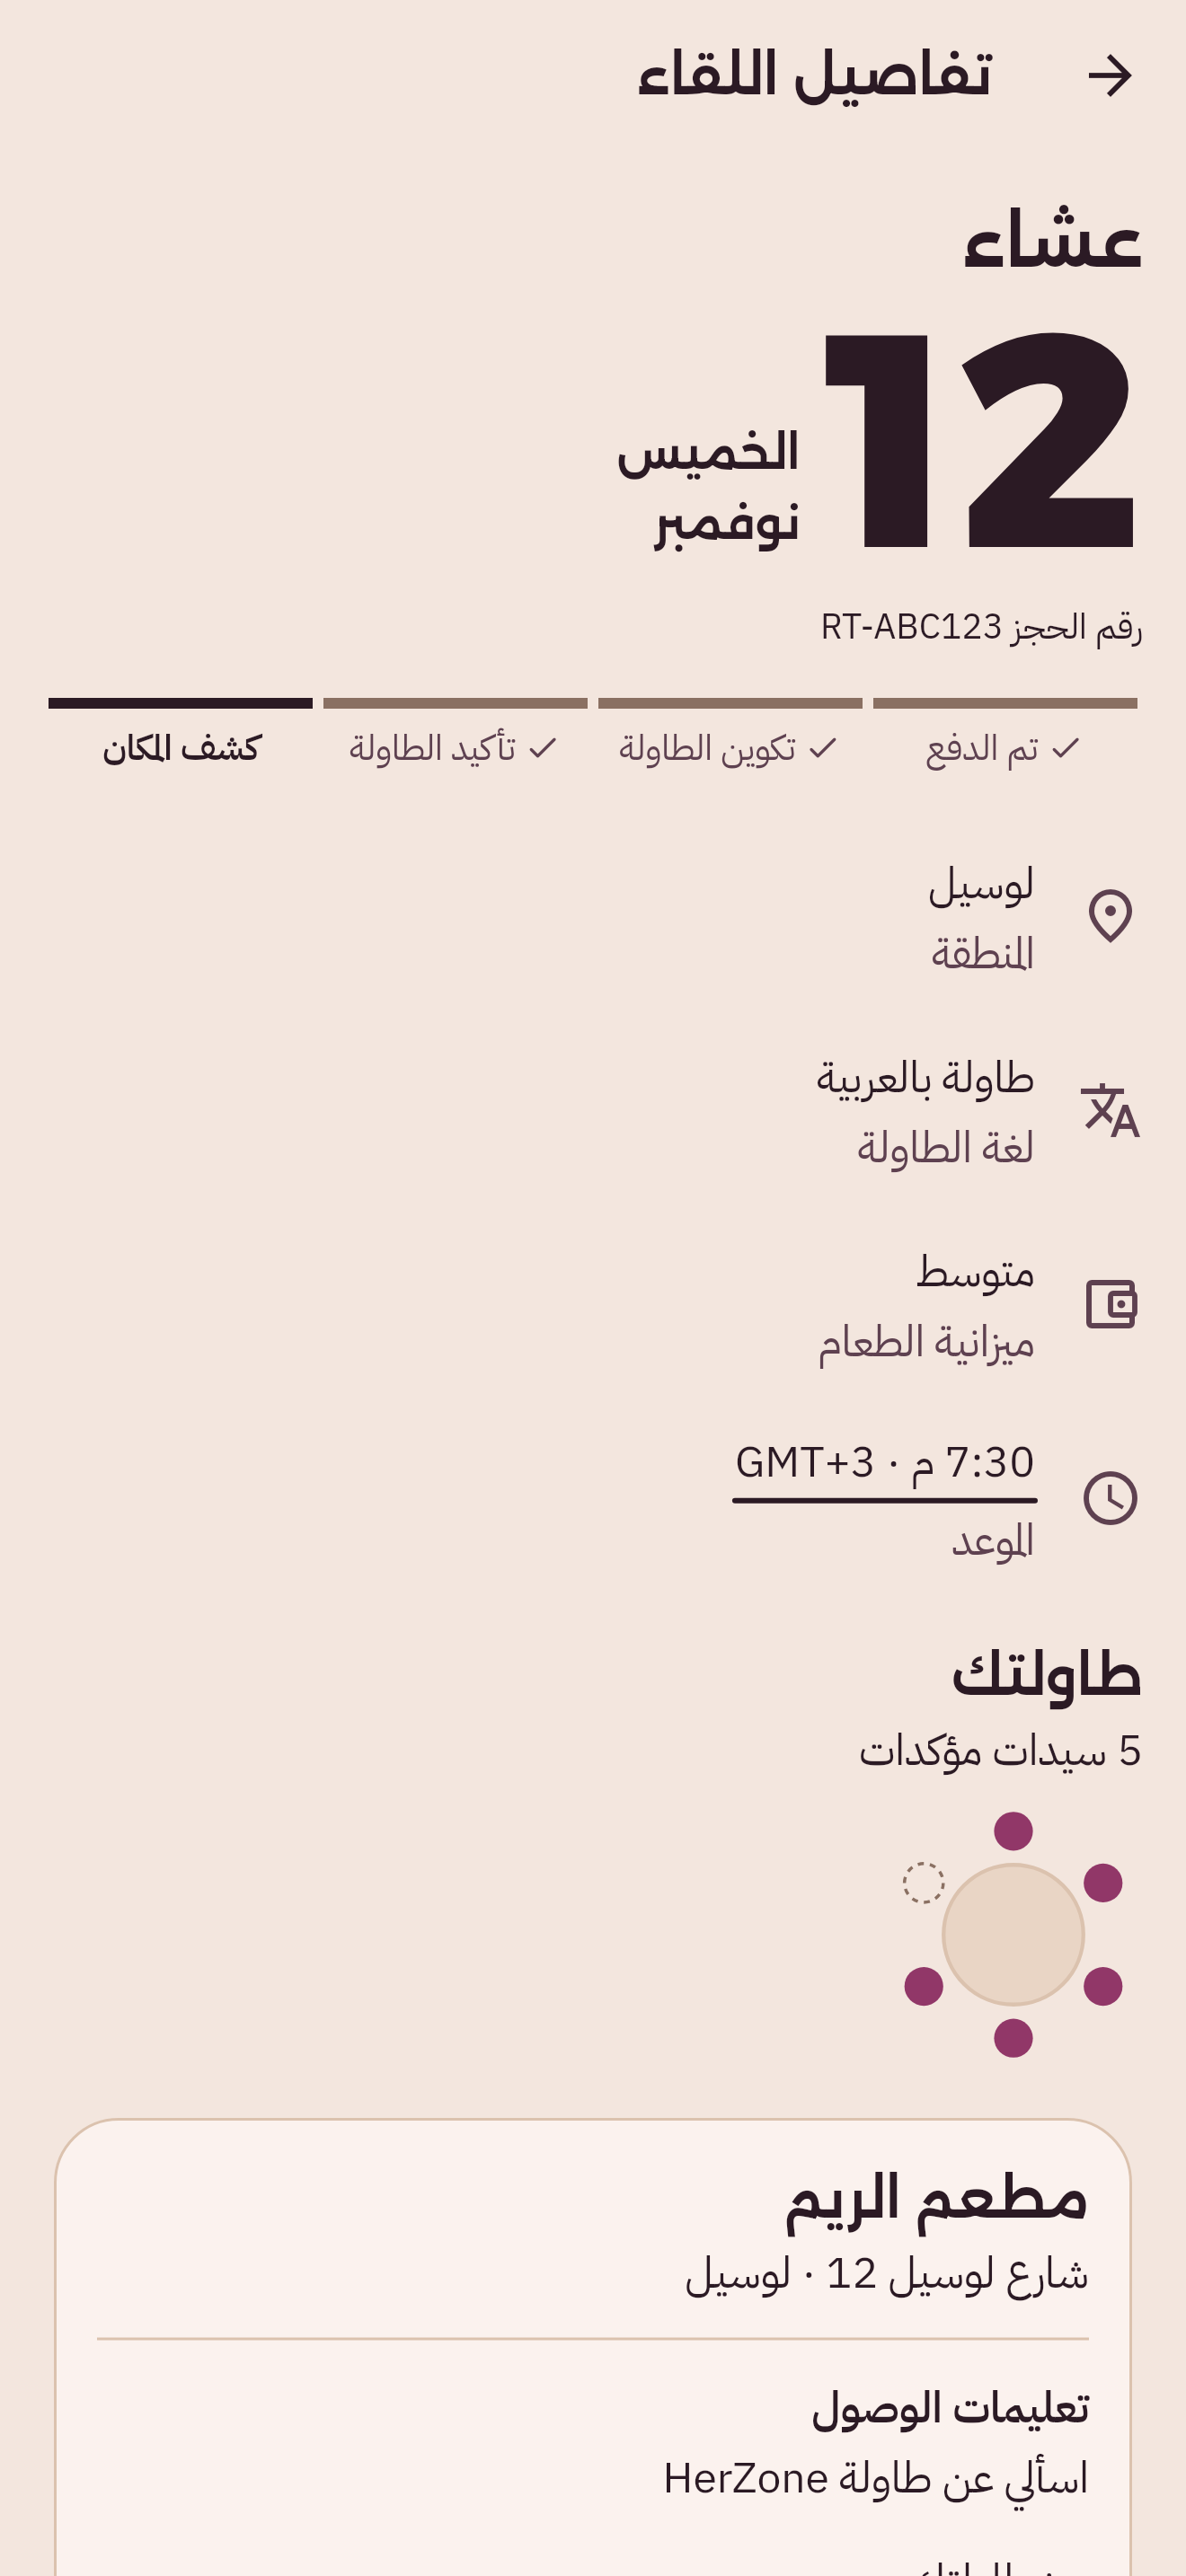 تفاصيل اللقاء
عشاء
12
الخميس
نوفمبر
رقم الحجز RT-ABC123
تم الدفع
تكوين الطاولة
تأكيد الطاولة
كشف المكان
لوسيل
المنطقة
طاولة بالعربية
لغة الطاولة
متوسط
ميزانية الطعام
7:30 م · GMT+3
الموعد
طاولتك
5 سيدات مؤكدات
مطعم الريم
شارع لوسيل 12 · لوسيل
تعليمات الوصول
اسألي عن طاولة HerZone